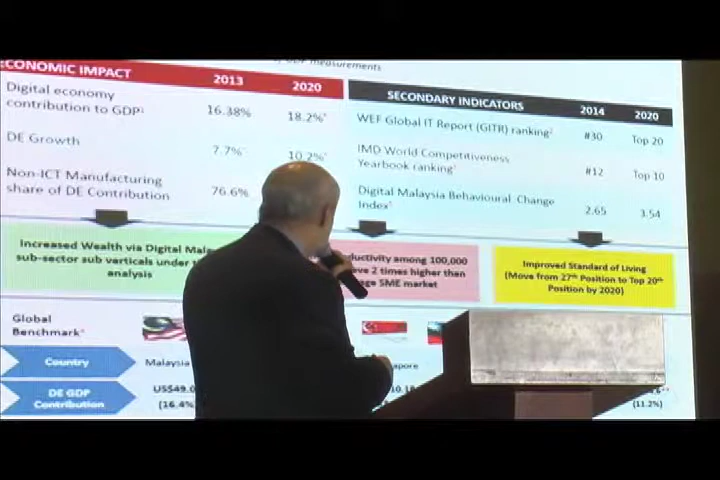 GDP measurements
ECONOMIC IMPACT 2013 2020
Digital economy
contribution to GDP 16.38% 18.2%
DE Growth 7.7% 10.2%
Non-ICT Manufacturing
share of DE Contribution 76.6%
SECONDARY INDICATORS 2014 2020
WEF Global IT Report (GITR) ranking #30 Top 20
IMD World Competitiveness
Yearbook ranking #12 Top 10
Digital Malaysia Behavioural Change
Index 2.65 3.54
Increased Wealth via Digital
sub-sector sub verticals under
analysis
among 100,000
2 times higher than
SME market
Improved Standard of Living
(Move from 27th Position to Top 20th
Position by 2020)
Global
Benchmark
Country Malaysia
DE GDP
Contribution
(16.4%
(11.2%)